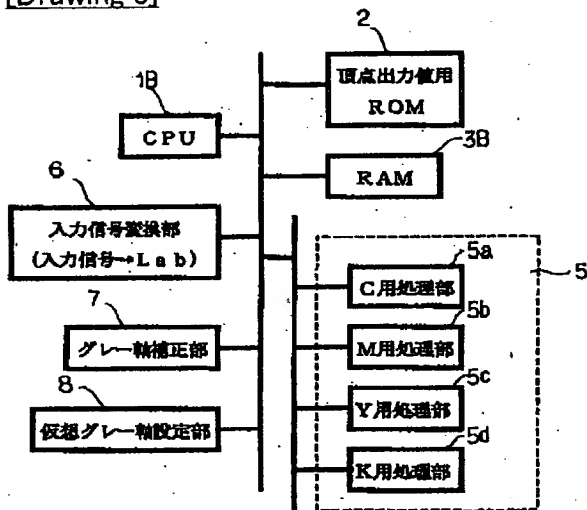 [Drawing 6]
2
頂点出力値用
ROM
1B
CPU
3B
RAM
6
入力信号変換部
(入力信号→Lab)
5
5a
C用処理部
5b
M用処理部
7
グレー軸補正部
5c
Y用処理部
8
仮想グレー軸設定部
5d
K用処理部